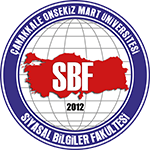 ÇANAKKALE ONSEKİZ MART ÜNİVERSİTESİ
SBF
2012
SİYASAL BİLGİLER FAKÜLTESİ